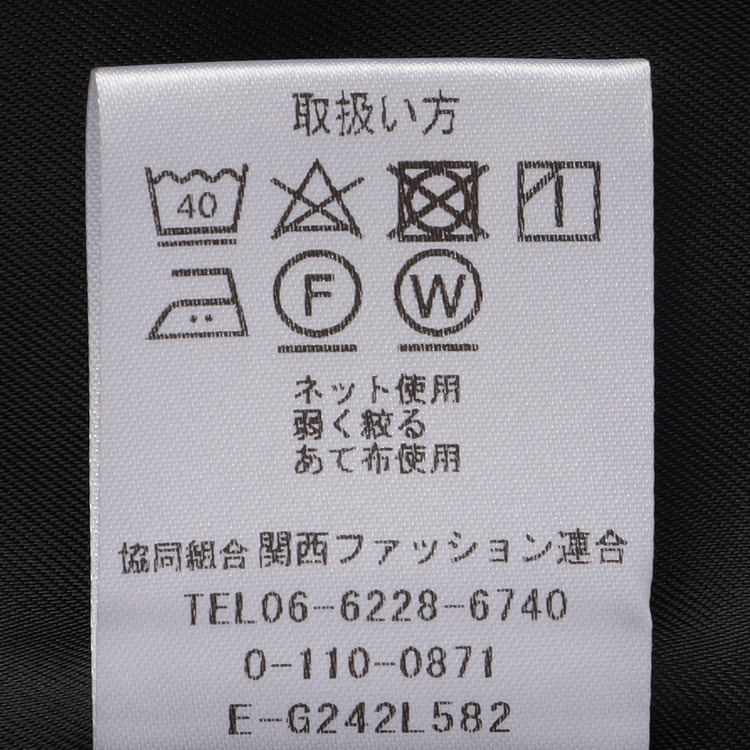 取扱い方
40
F W
ネット使用
弱く絞る
あて布使用
協同組合関西ファッション連合
TEL06-6228-6740
0-110-0871
E-G242L582